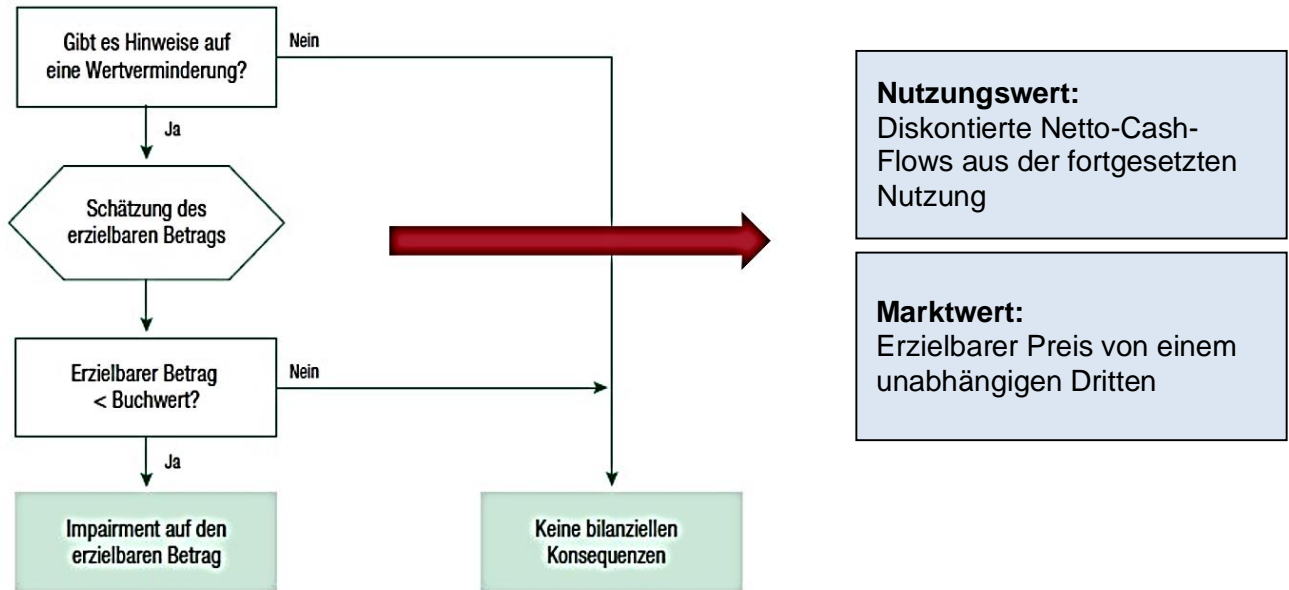 Gibt es Hinweise auf
eine Wertverminderung?
Nein
Ja
Schätzung des
erzielbaren Betrags
Erzielbarer Betrag
< Buchwert?
Nein
Ja
Impairment auf den
erzielbaren Betrag
Keine bilanziellen
Konsequenzen
Nutzungswert:
Diskontierte Netto-Cash-
Flows aus der fortgesetzten
Nutzung
Marktwert:
Erzielbarer Preis von einem
unabhängigen Dritten